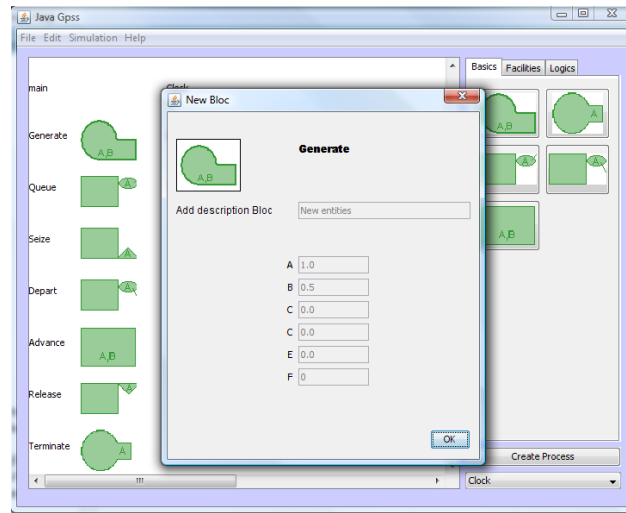 Java Gpss
File Edit Simulation Help
main
Generate
A,B
Queue
A
Seize
A
Depart
A
Advance
A,B
Release
A
Terminate
A
New Bloc
Generate
A,B
Add description Bloc New entities
A 1.0
B 0.5
C 0.0
C 0.0
E 0.0
F 0
OK
Basics Facilities Logics
A,B
A
A
A
A,B
Create Process
Clock